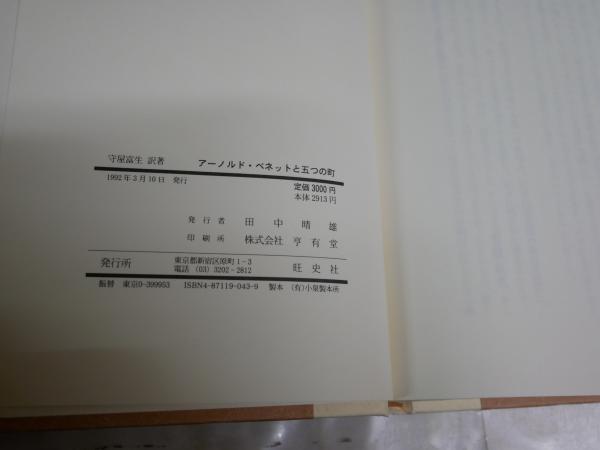 守屋富生 訳著 アーノルド・ベネットと五つの町
1992年3月10日 発行 定価 3000円
本体 2913円
発行者 田中晴雄
印刷所 株式会社 亨有堂
発行所 東京都新宿区原町1-3 旺史社
電話 (03) 3202-2812
振替 東京0-399953 ISBN4-87119-043-9 製本 (有)小泉製本所